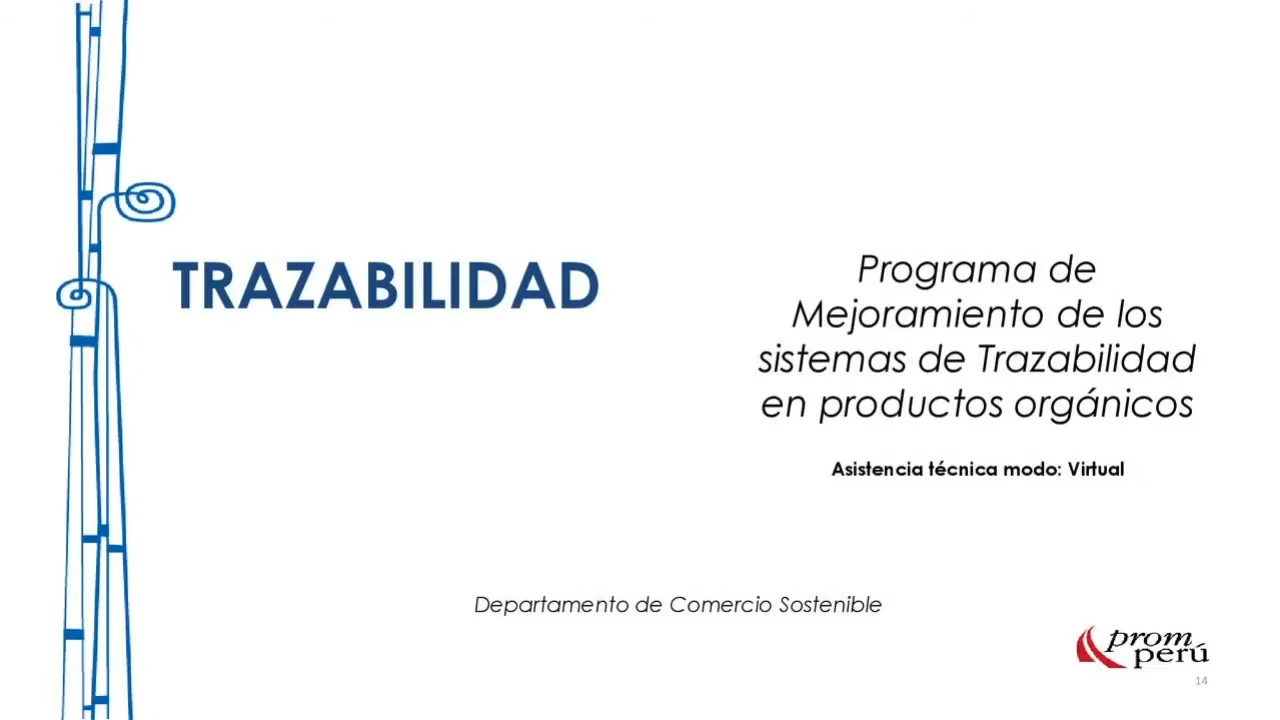 TRAZABILIDAD
Programa de
Mejoramiento de los
sistemas de Trazabilidad
en productos orgánicos
Asistencia técnica modo: Virtual
Departamento de Comercio Sostenible
prom
perú
14